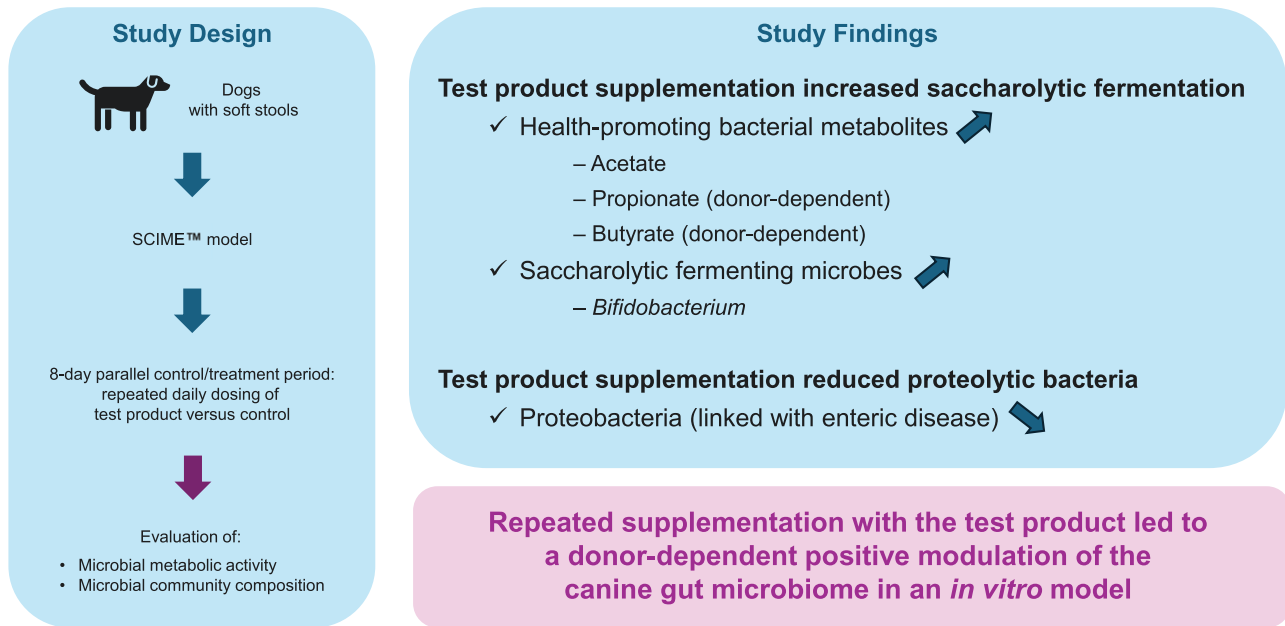 Study Design
Dogs
with soft stools
SCIME™ model
8-day parallel control/treatment period:
repeated daily dosing of
test product versus control
Evaluation of:
• Microbial metabolic activity
• Microbial community composition
Study Findings
Test product supplementation increased saccharolytic fermentation
✓ Health-promoting bacterial metabolites
– Acetate
– Propionate (donor-dependent)
– Butyrate (donor-dependent)
✓ Saccharolytic fermenting microbes
– Bifidobacterium
Test product supplementation reduced proteolytic bacteria
✓ Proteobacteria (linked with enteric disease)
Repeated supplementation with the test product led to
a donor-dependent positive modulation of the
canine gut microbiome in an in vitro model